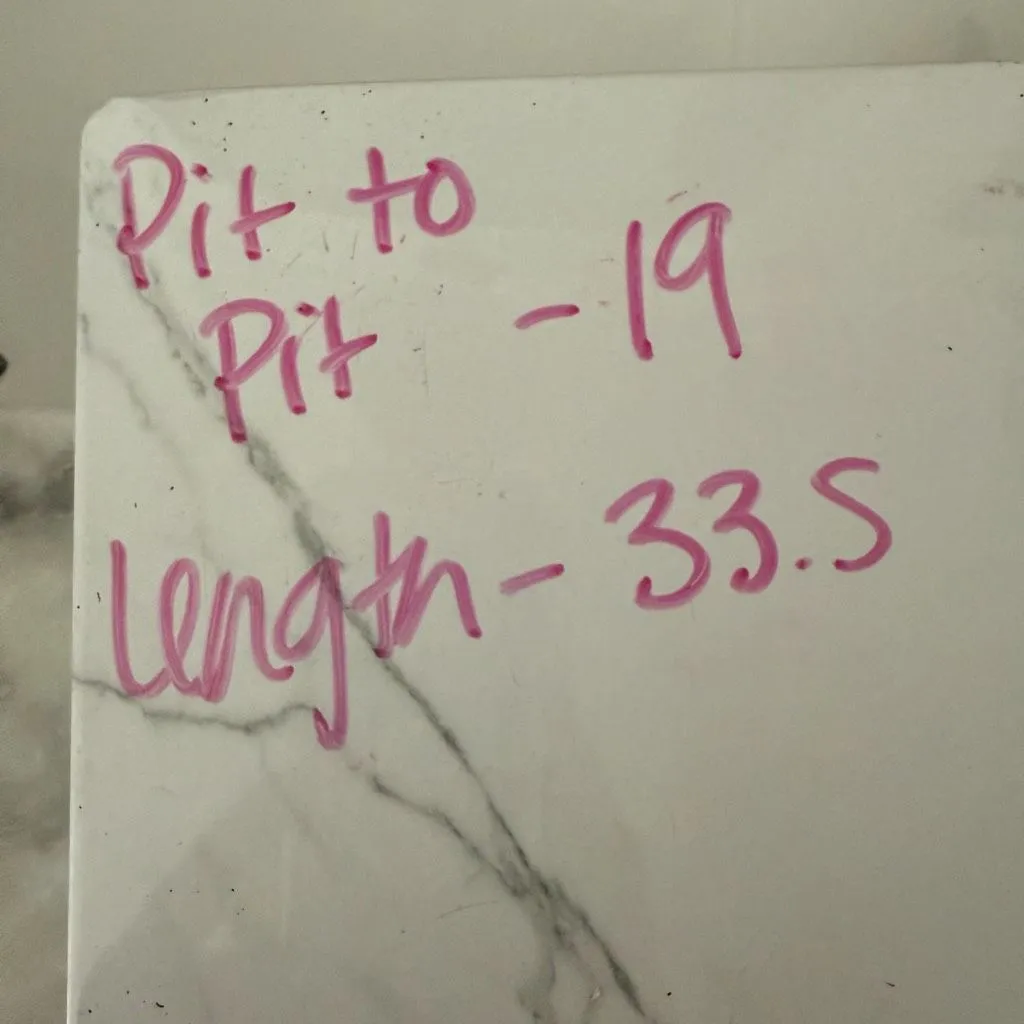 Pit to
Pit - 19
Length - 33.5